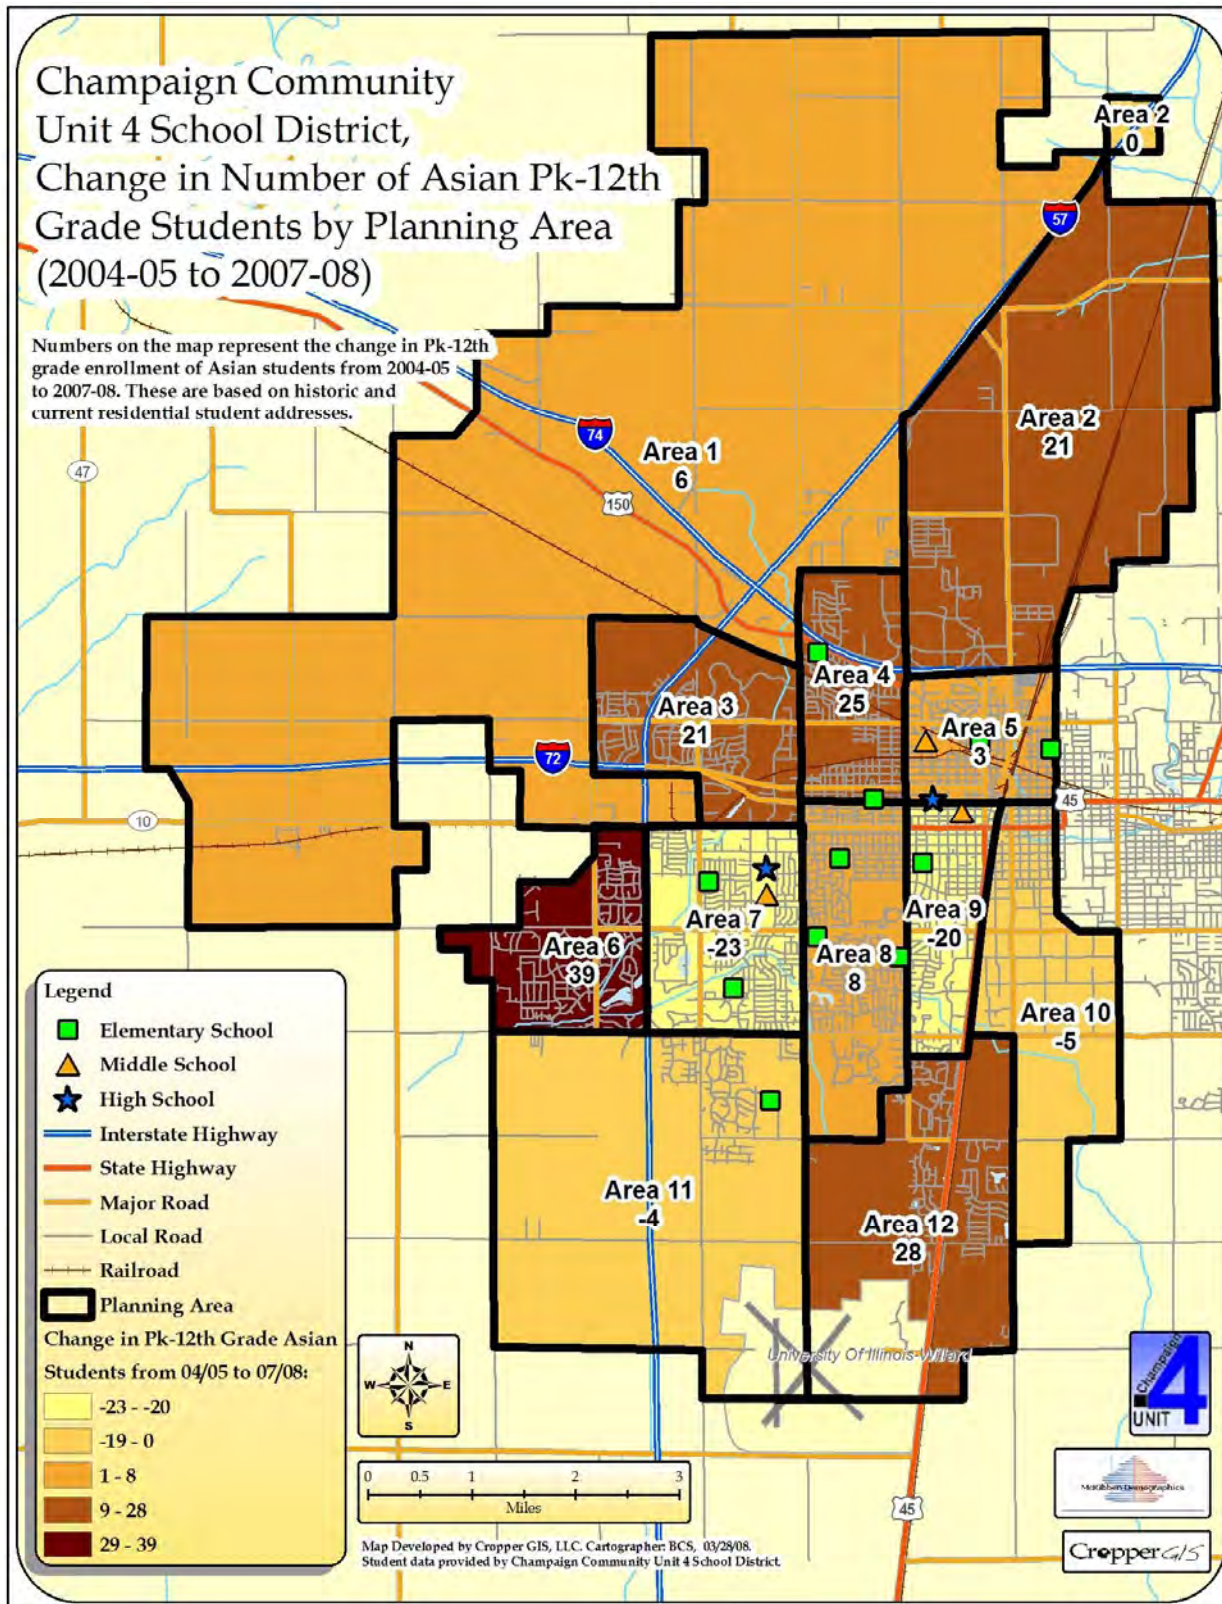 Champaign Community
Unit 4 School District,
Change in Number of Asian Pk-12th
Grade Students by Planning Area
(2004-05 to 2007-08)
Numbers on the map represent the change in Pk-12th
grade enrollment of Asian students from 2004-05
to 2007-08. These are based on historic and
current residential student addresses.
Area 2
0
57
Area 2
21
74
Area 1
6
150
47
Area 4
25
Area 3
21
Area 5
3
72
45
10
Area 7
-23
Area 9
-20
Area 6
39
Area 8
8
Area 10
-5
Area 11
-4
Area 12
28
University Of Illinois-Willard
45
Legend
Elementary School
Middle School
High School
Interstate Highway
State Highway
Major Road
Local Road
Railroad
Planning Area
Change in Pk-12th Grade Asian
Students from 04/05 to 07/08:
-23 - -20
-19 - 0
1 - 8
9 - 28
29 - 39
N
W E
S
0 0.5 1 2 3
Miles
Map Developed by Cropper GIS, LLC. Cartographer: BCS, 03/28/08.
Student data provided by Champaign Community Unit 4 School District.
Champaign
4
UNIT
McKibben Demographics
Cropper GIS